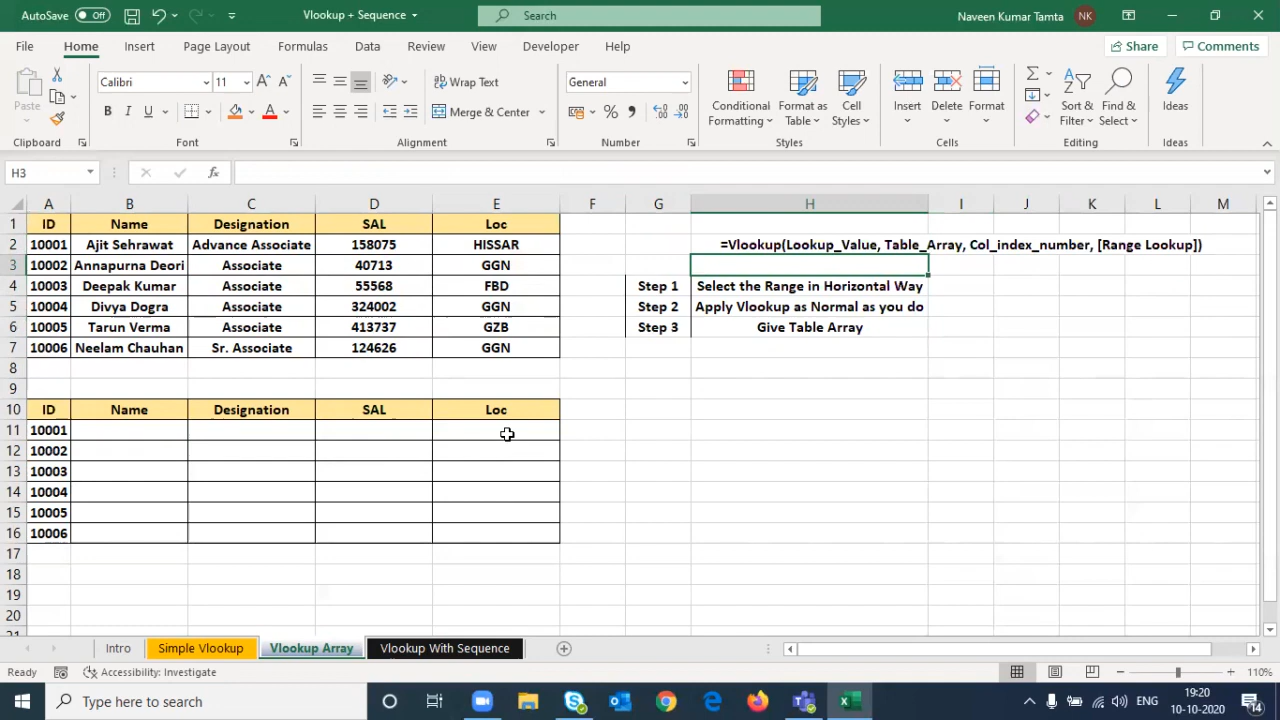 AutoSave Off Vlookup + Sequence Search Naveen Kumar Tamta NK
File Home Insert Page Layout Formulas Data Review View Developer Help Share Comments
Paste Calibri 11 A A Wrap Text General Conditional Formatting Format as Table Cell Styles Insert Delete Format Sort & Filter Find & Select Ideas
B I U A Merge & Center % ,
Clipboard Font Alignment Number Styles Cells Editing Ideas
H3 fx
A B C D E F G H I J K L M
1 ID Name Designation SAL Loc
2 10001 Ajit Sehrawat Advance Associate 158075 HISSAR =Vlookup(Lookup_Value, Table_Array, Col_index_number, [Range Lookup])
3 10002 Annapurna Deori Associate 40713 GGN
4 10003 Deepak Kumar Associate 55568 FBD Step 1 Select the Range in Horizontal Way
5 10004 Divya Dogra Associate 324002 GGN Step 2 Apply Vlookup as Normal as you do
6 10005 Tarun Verma Associate 413737 GZB Step 3 Give Table Array
7 10006 Neelam Chauhan Sr. Associate 124626 GGN
8
9
10 ID Name Designation SAL Loc
11 10001
12 10002
13 10003
14 10004
15 10005
16 10006
17
18
19
20
21
Intro Simple Vlookup Vlookup Array Vlookup With Sequence
Ready Accessibility: Investigate 110%
Type here to search ENG 19:20
10-10-2020 14